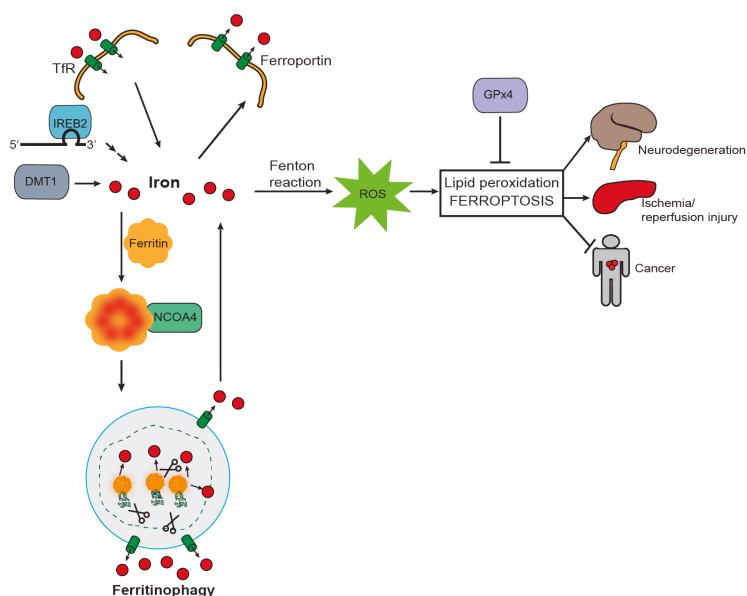 TfR
Ferroportin
IREB2
5' 3'
DMT1
Iron
Fenton
reaction
ROS
GPx4
Lipid peroxidation
FERROPTOSIS
Neurodegeneration
Ischemia/
reperfusion injury
Cancer
Ferritin
NCOA4
Ferritinophagy